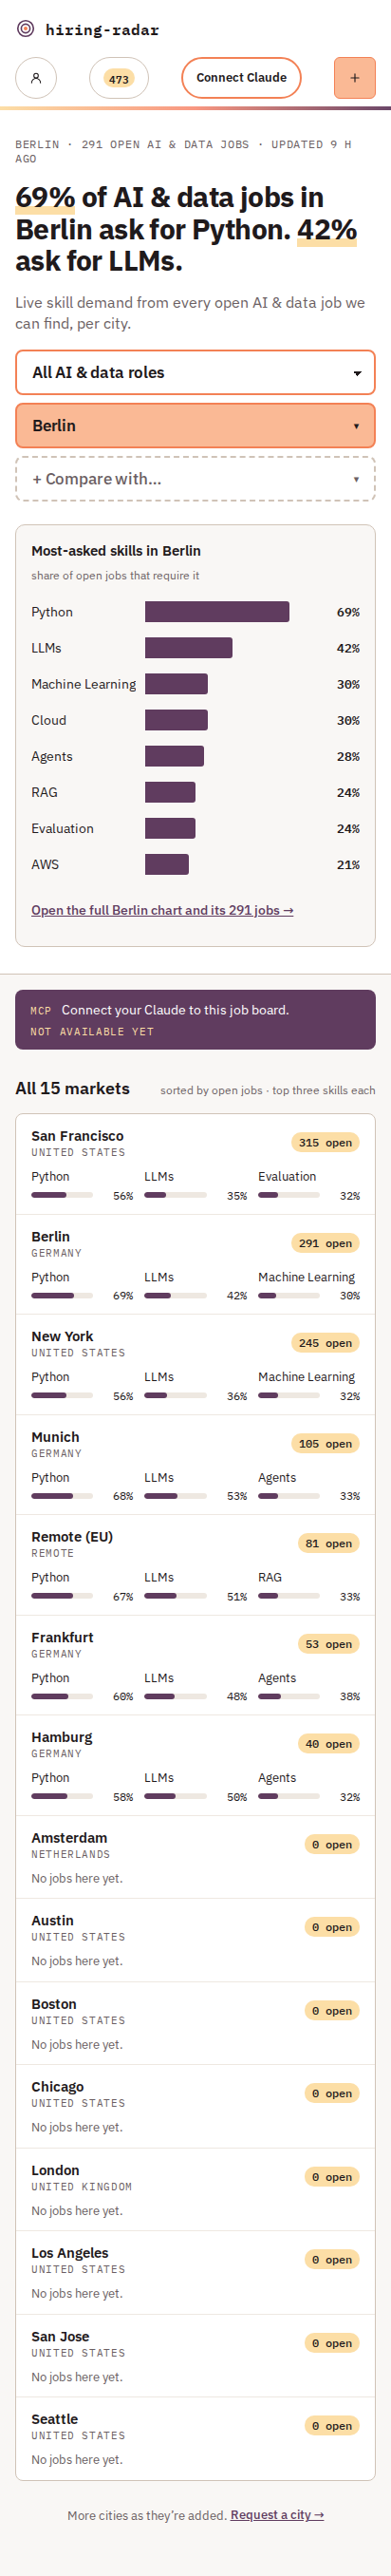 hiring-radar
473
Connect Claude
+
BERLIN · 291 OPEN AI & DATA JOBS · UPDATED 9 H
AGO
69% of AI & data jobs in
Berlin ask for Python. 42%
ask for LLMs.
Live skill demand from every open AI & data job we
can find, per city.
All AI & data roles
Berlin
+ Compare with...
Most-asked skills in Berlin
share of open jobs that require it
Python 69%
LLMs 42%
Machine Learning 30%
Cloud 30%
Agents 28%
RAG 24%
Evaluation 24%
AWS 21%
Open the full Berlin chart and its 291 jobs →
MCP Connect your Claude to this job board.
NOT AVAILABLE YET
All 15 markets sorted by open jobs · top three skills each
San Francisco 315 open
UNITED STATES
Python LLMs Evaluation
56% 35% 32%
Berlin 291 open
GERMANY
Python LLMs Machine Learning
69% 42% 30%
New York 245 open
UNITED STATES
Python LLMs Machine Learning
56% 36% 32%
Munich 105 open
GERMANY
Python LLMs Agents
68% 53% 33%
Remote (EU) 81 open
REMOTE
Python LLMs RAG
67% 51% 33%
Frankfurt 53 open
GERMANY
Python LLMs Agents
60% 48% 38%
Hamburg 40 open
GERMANY
Python LLMs Agents
58% 50% 32%
Amsterdam 0 open
NETHERLANDS
No jobs here yet.
Austin 0 open
UNITED STATES
No jobs here yet.
Boston 0 open
UNITED STATES
No jobs here yet.
Chicago 0 open
UNITED STATES
No jobs here yet.
London 0 open
UNITED KINGDOM
No jobs here yet.
Los Angeles 0 open
UNITED STATES
No jobs here yet.
San Jose 0 open
UNITED STATES
No jobs here yet.
Seattle 0 open
UNITED STATES
No jobs here yet.
More cities as they're added. Request a city →